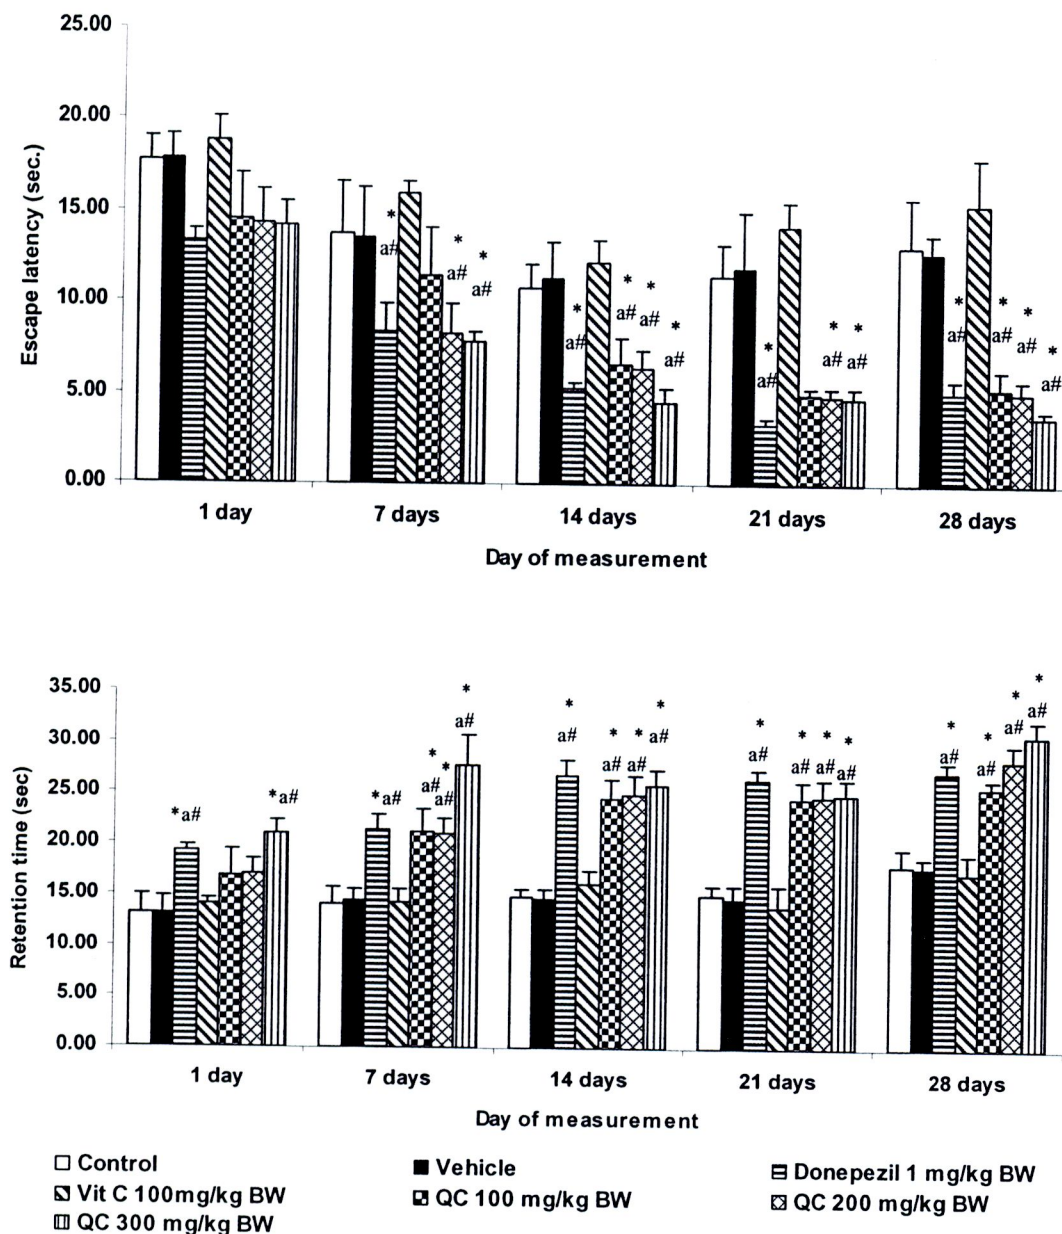 25.00
20.00
15.00
10.00
5.00
0.00
Escape latency (sec.)
*
a#
*
a#
*
a#
*
a#
*
a#
*
a#
*
a#
*
a#
*
a#
*
a#
*
a#
*
a#
*
a#
*
a#
1 day 7 days 14 days 21 days 28 days
Day of measurement
35.00
30.00
25.00
20.00
15.00
10.00
5.00
0.00
Retention time (sec)
*a#
*a#
*a#
*
a#
*
a#
*
a#
*
a#
*
a#
*
a#
*
a#
*
a#
*
a#
*
a#
*
a#
*
a#
*
a#
*
a#
*
a#
1 day 7 days 14 days 21 days 28 days
Day of measurement
Control Vehicle Donepezil 1 mg/kg BW
Vit C 100mg/kg BW QC 100 mg/kg BW QC 200 mg/kg BW
QC 300 mg/kg BW